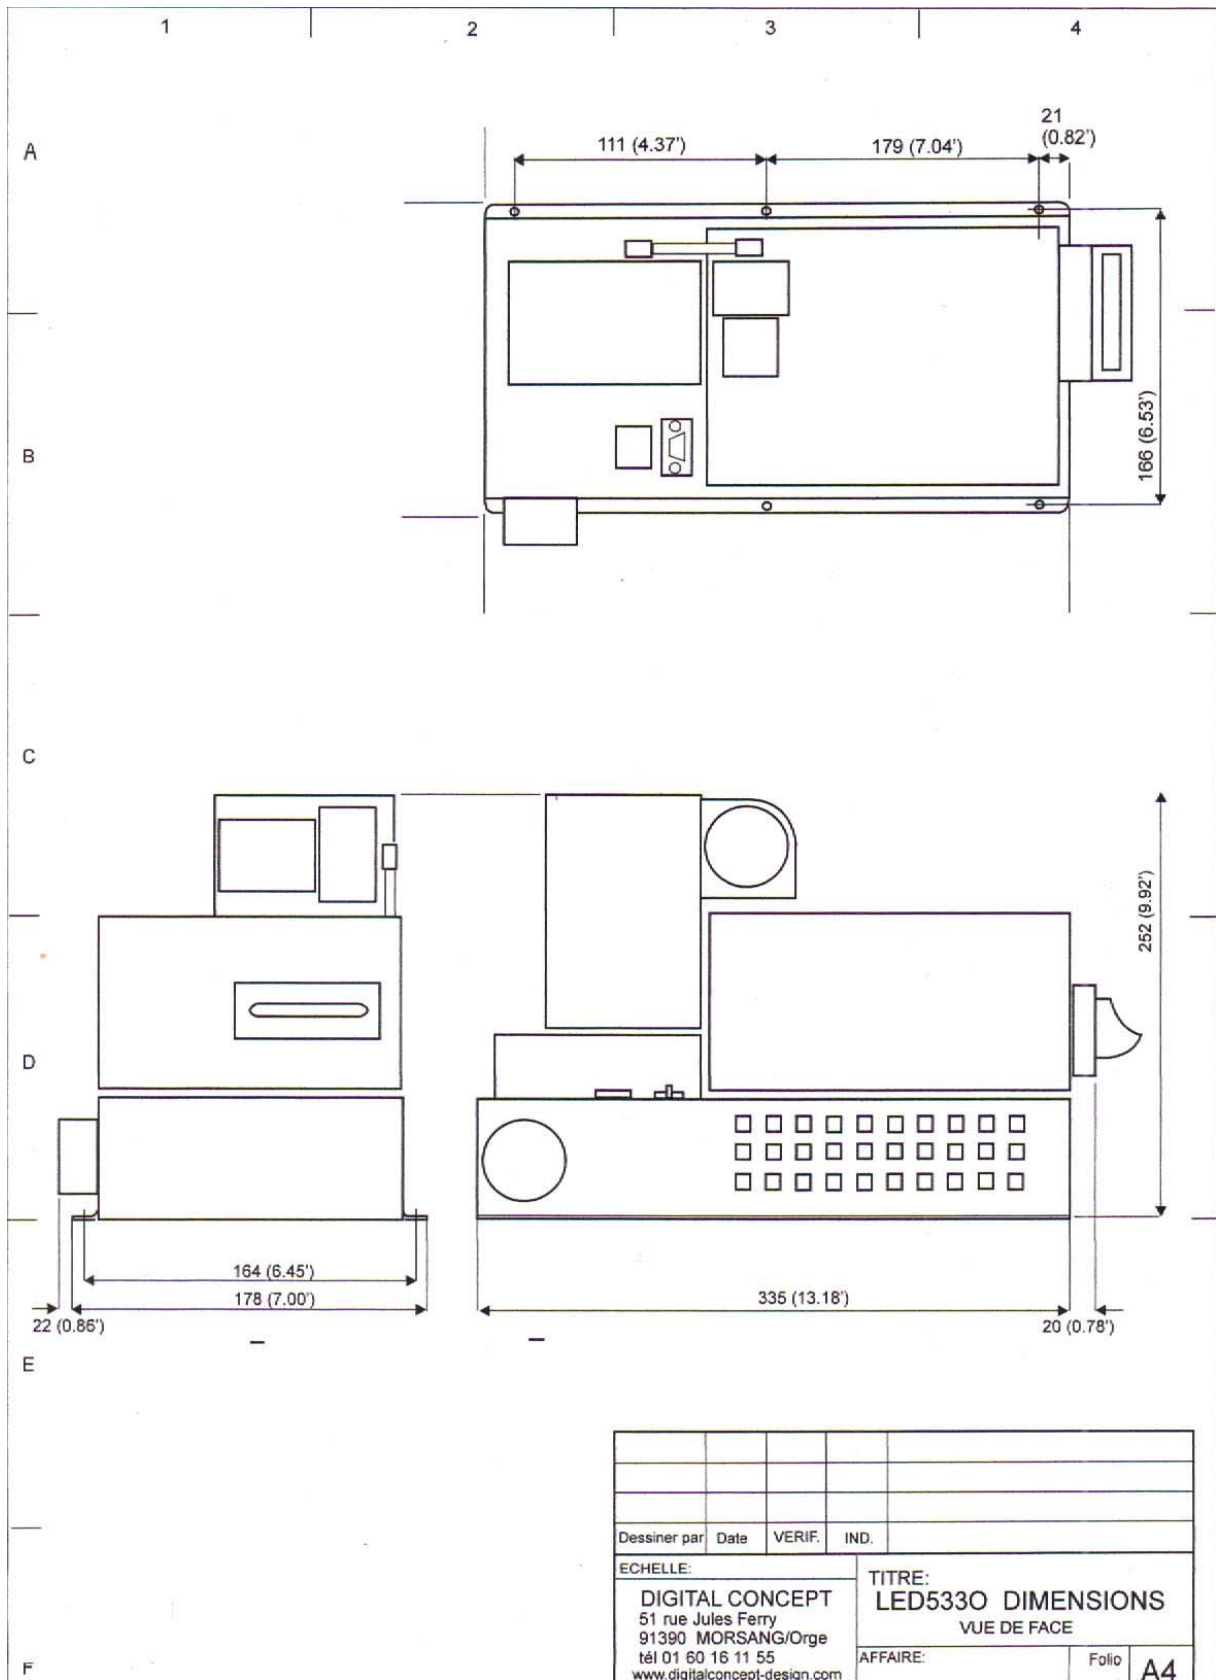 1 2 3 4
A
111 (4.37')
179 (7.04')
21
(0.82')
B
166 (6.53')
C
252 (9.92')
D
164 (6.45')
178 (7.00')
22 (0.86')
335 (13.18')
20 (0.78')
E
Dessiner par Date VERIF. IND.
ECHELLE:
DIGITAL CONCEPT
51 rue Jules Ferry
91390 MORSANG/Orge
tél 01 60 16 11 55
www.digitalconcept-design.com
TITRE:
LED533O DIMENSIONS
VUE DE FACE
AFFAIRE:
Folio
A4
F